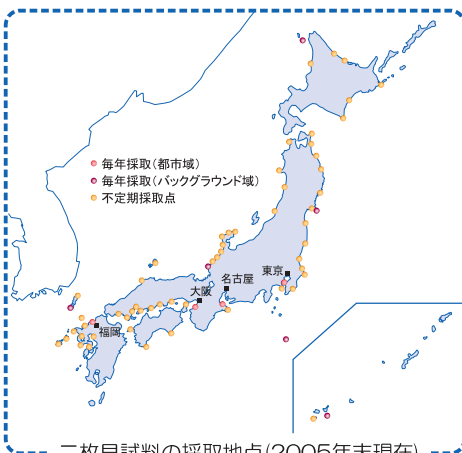 毎年採取(都市域)
毎年採取(バックグラウンド域)
不定期採取点
東京
名古屋
大阪
福岡
二枚貝試料の採取地点(2005年末現在)